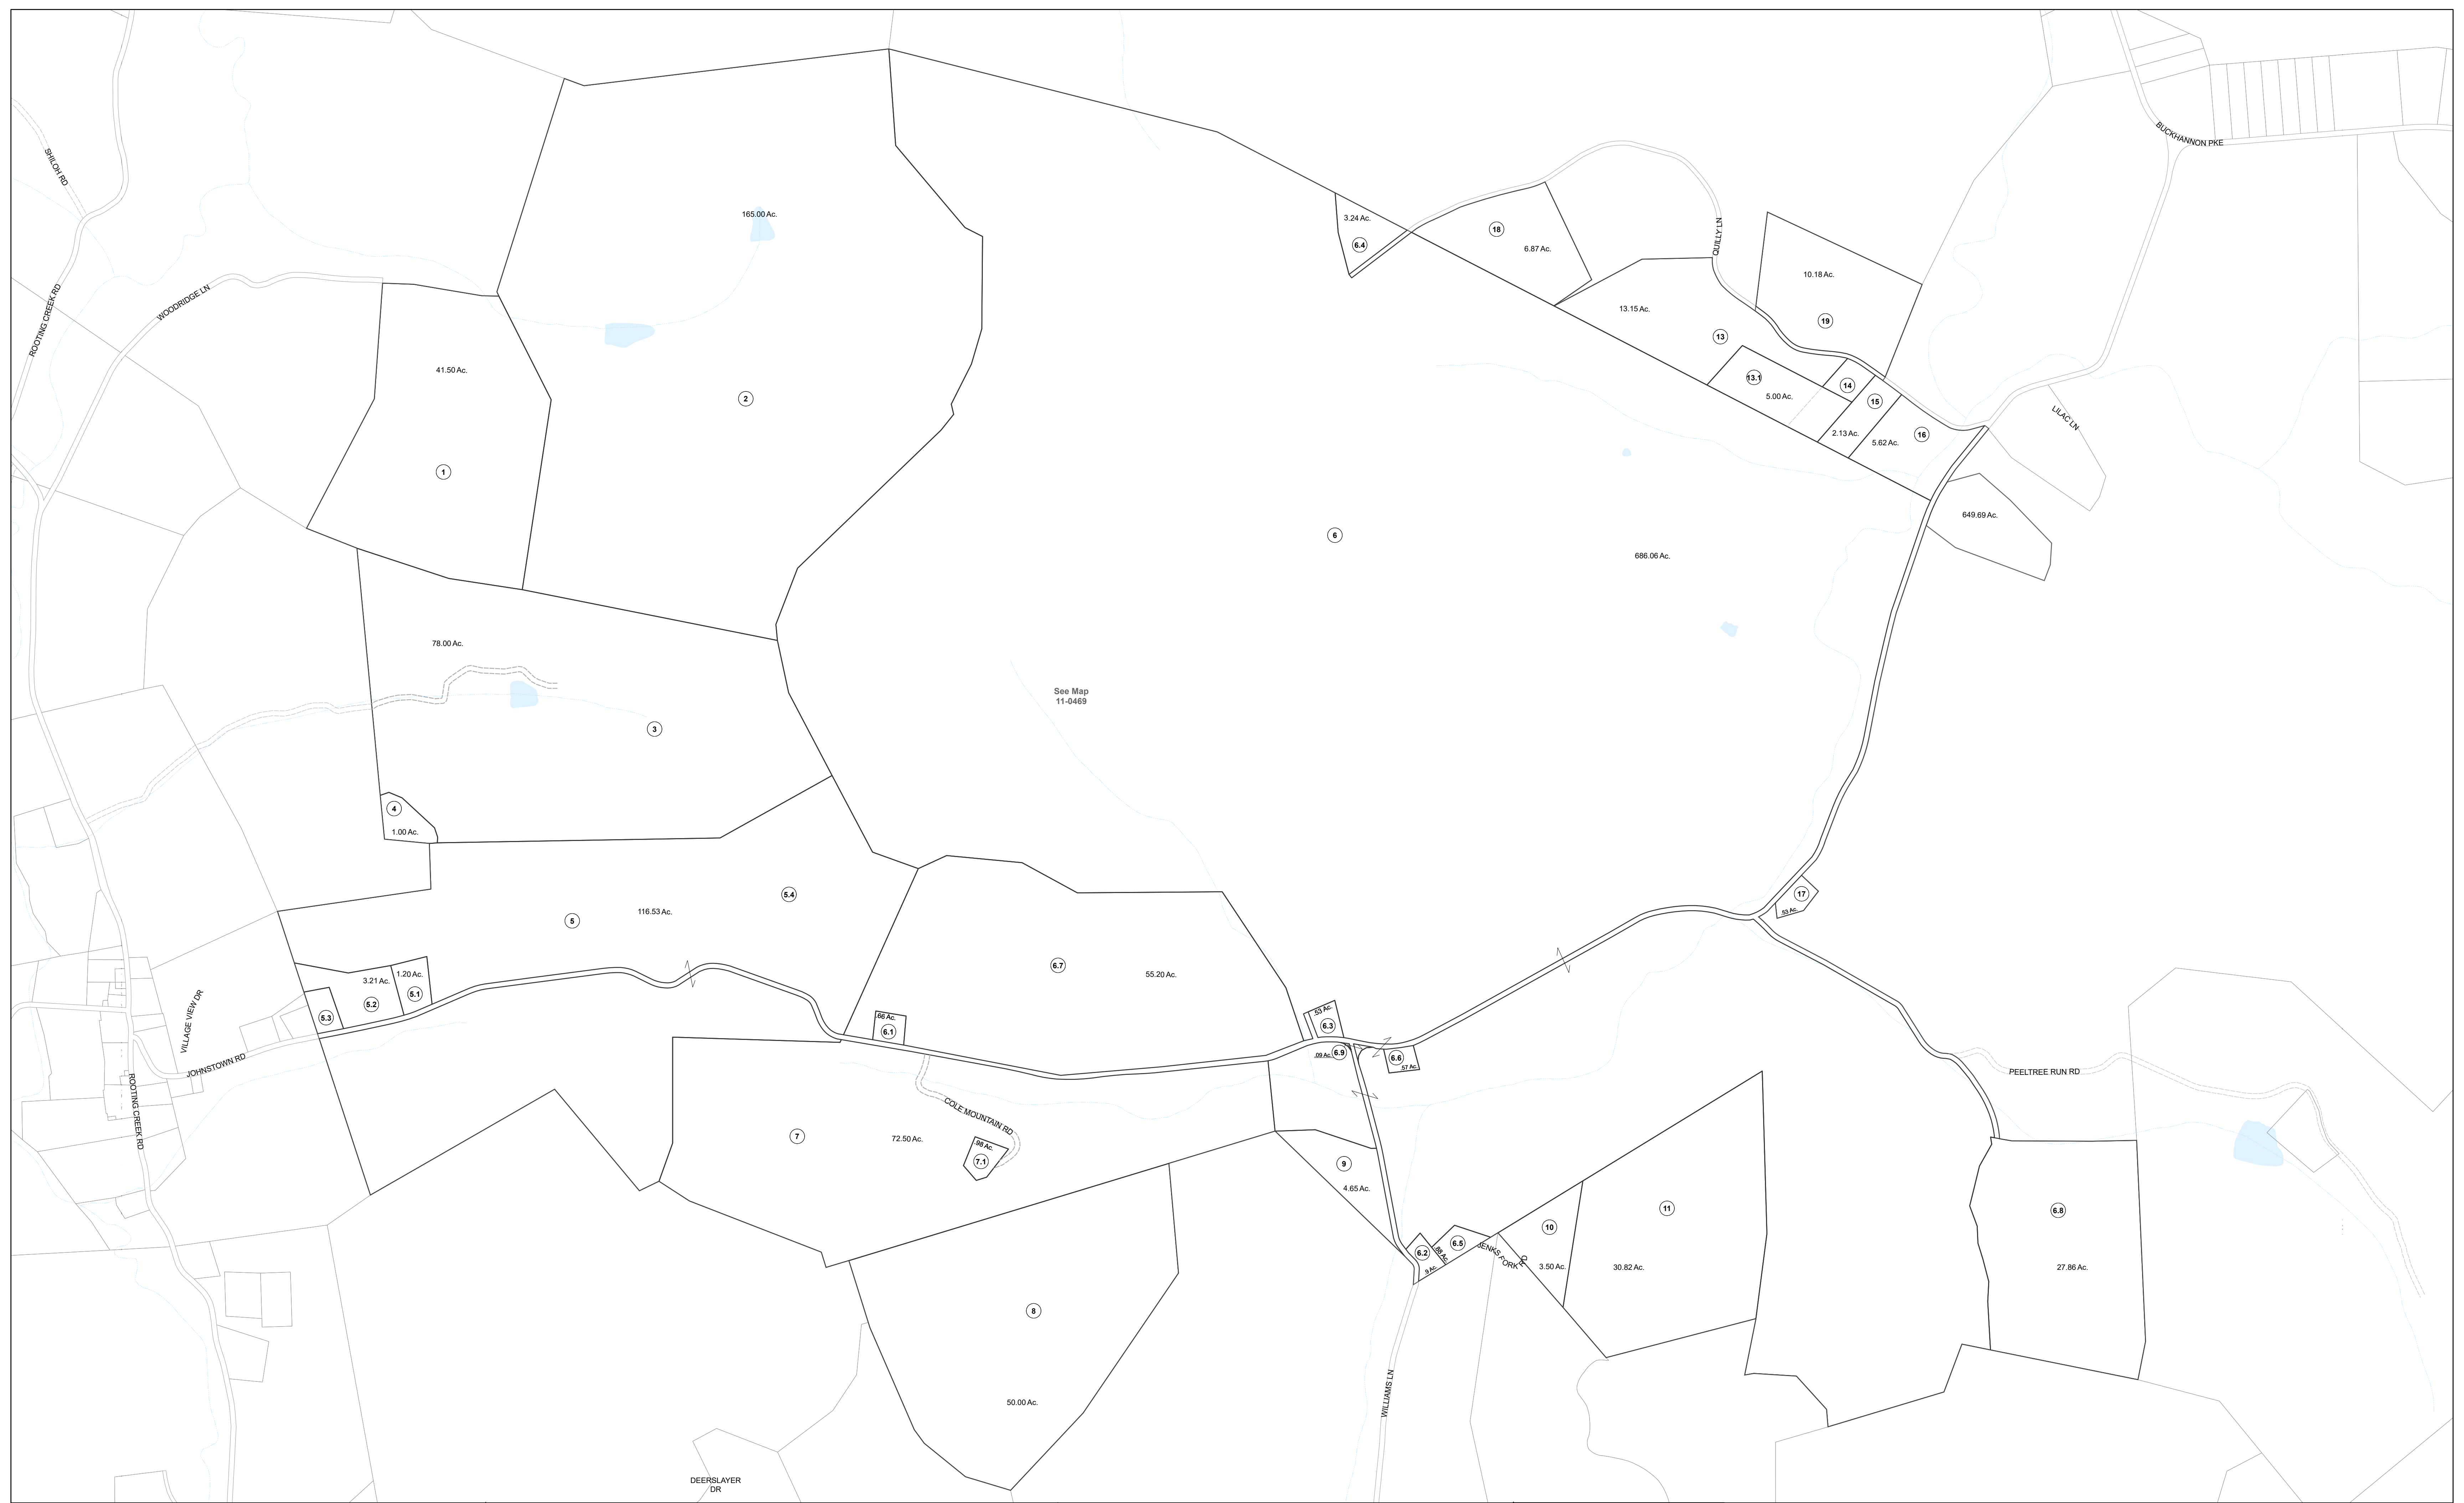 BUCKHANNON PKE
SHILOH RD
165.00 Ac.
3.24 Ac.
6.4
18
6.87 Ac.
QUILLY LN
10.18 Ac.
19
ROOTING CREEK RD
WOODRIDGE LN
13.15 Ac.
13
41.50 Ac.
2
13.1
5.00 Ac.
14
15
2.13 Ac.
5.62 Ac.
16
LILAC LN
1
649.69 Ac.
6
686.06 Ac.
78.00 Ac.
See Map
11-0469
3
4
1.00 Ac.
5.4
116.53 Ac.
5
17
.53 Ac.
6.7
55.20 Ac.
3.21 Ac.
1.20 Ac.
5.2
5.1
5.3
VILLAGE VIEW DR
JOHNSTOWN RD
ROOTING CREEK RD
.66 Ac.
6.1
.53 Ac.
6.3
.09 Ac.
6.9
6.6
.57 Ac.
PEELTREE RUN RD
COLE MOUNTAIN RD
7
72.50 Ac.
.98 Ac.
7.1
9
4.65 Ac.
11
10
6.8
6.2
.88 Ac.
6.5
JENKS FORK RD
.9 Ac.
3.50 Ac.
30.82 Ac.
27.86 Ac.
8
50.00 Ac.
WILLIAMS LN
DEERSLAYER
DR